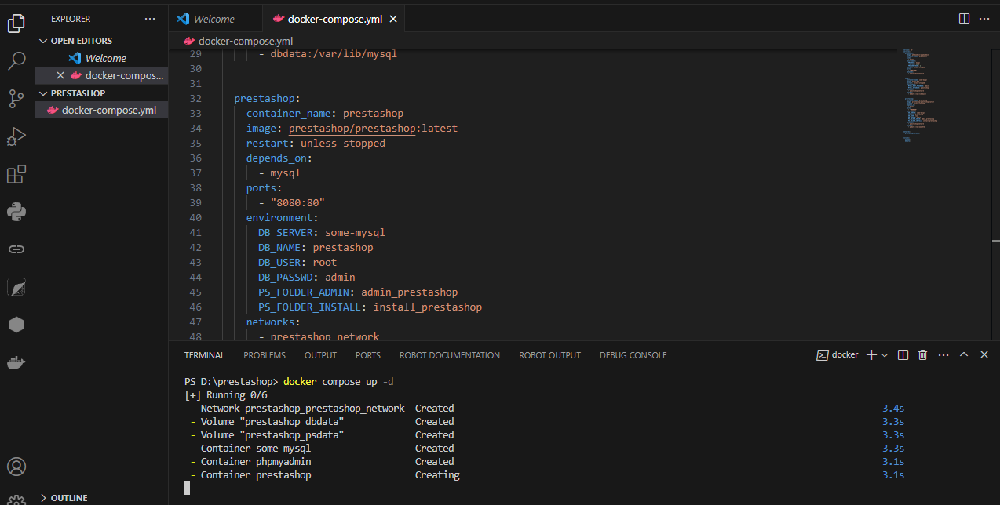 EXPLORER
OPEN EDITORS
Welcome
docker-compos...
PRESTASHOP
docker-compose.yml
OUTLINE
Welcome
docker-compose.yml
docker-compose.yml
29 - dbdata:/var/lib/mysql
30
31
32 prestashop:
33 container_name: prestashop
34 image: prestashop/prestashop:latest
35 restart: unless-stopped
36 depends_on:
37 - mysql
38 ports:
39 - "8080:80"
40 environment:
41 DB_SERVER: some-mysql
42 DB_NAME: prestashop
43 DB_USER: root
44 DB_PASSWD: admin
45 PS_FOLDER_ADMIN: admin_prestashop
46 PS_FOLDER_INSTALL: install_prestashop
47 networks:
48 - prestashop_network
TERMINAL PROBLEMS OUTPUT PORTS ROBOT DOCUMENTATION ROBOT OUTPUT DEBUG CONSOLE docker
PS D:\prestashop> docker compose up -d
[+] Running 0/6
- Network prestashop_prestashop_network Created 3.4s
- Volume "prestashop_dbdata" Created 3.3s
- Volume "prestashop_psdata" Created 3.3s
- Container some-mysql Created 3.3s
- Container phpmyadmin Created 3.1s
- Container prestashop Creating 3.1s